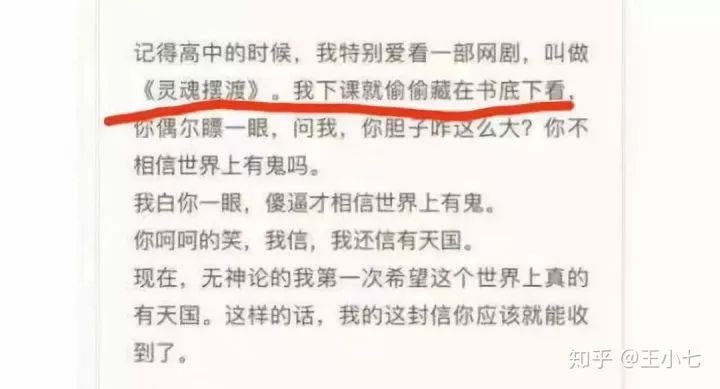 记得高中的时候，我特别爱看一部网剧，叫做
《灵魂摆渡》。我下课就偷偷藏在书底下看，
你偶尔瞟一眼，问我，你胆子咋这么大？你不
相信世界上有鬼吗。
我白你一眼，傻逼才相信世界上有鬼。
你呵呵的笑，我信，我还信有天国。
现在，无神论的我第一次希望这个世界上真的
有天国。这样的话，我的这封信你应该就能收
到了。
知乎 @王小七